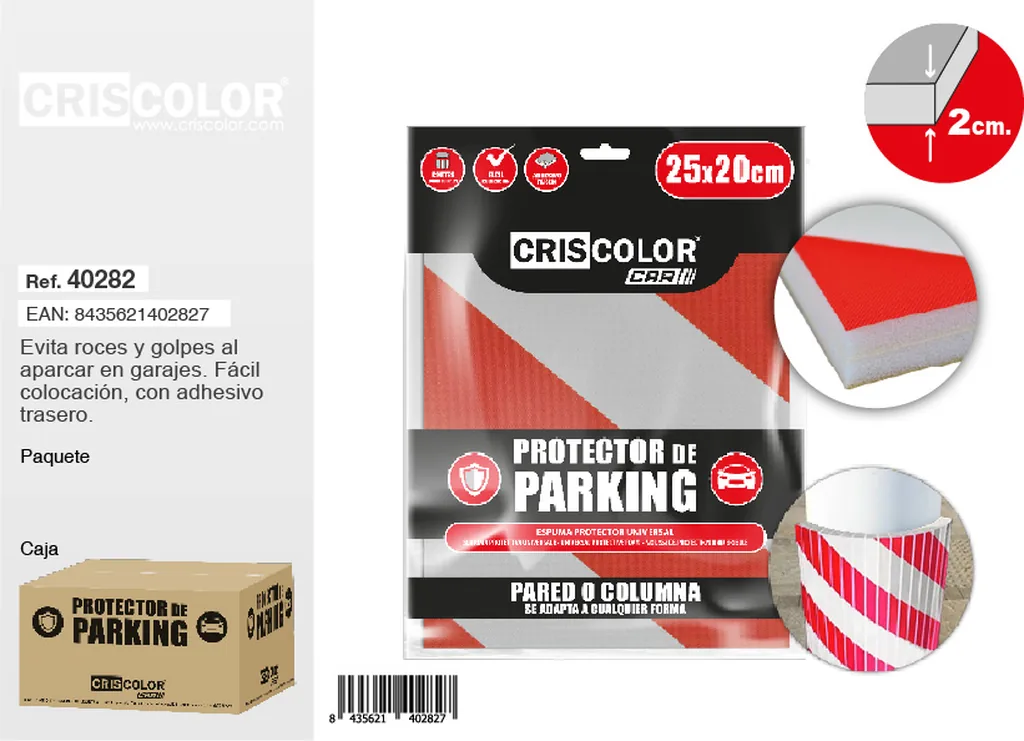 CRISCOLOR
www.criscolor.com
Ref. 40282
EAN: 8435621402827
Evita roces y golpes al
aparcar en garajes. Fácil
colocación, con adhesivo
trasero.
Paquete
Caja
PROTECTOR DE
PARKING
CRISCOLOR
CAR
25x20cm
CRISCOLOR
CAR
PROTECTOR DE
PARKING
ESPUMA PROTECTOR UNIVERSAL
PARED O COLUMNA
SE ADAPTA A CUALQUIER FORMA
8 435621 402827
2cm.